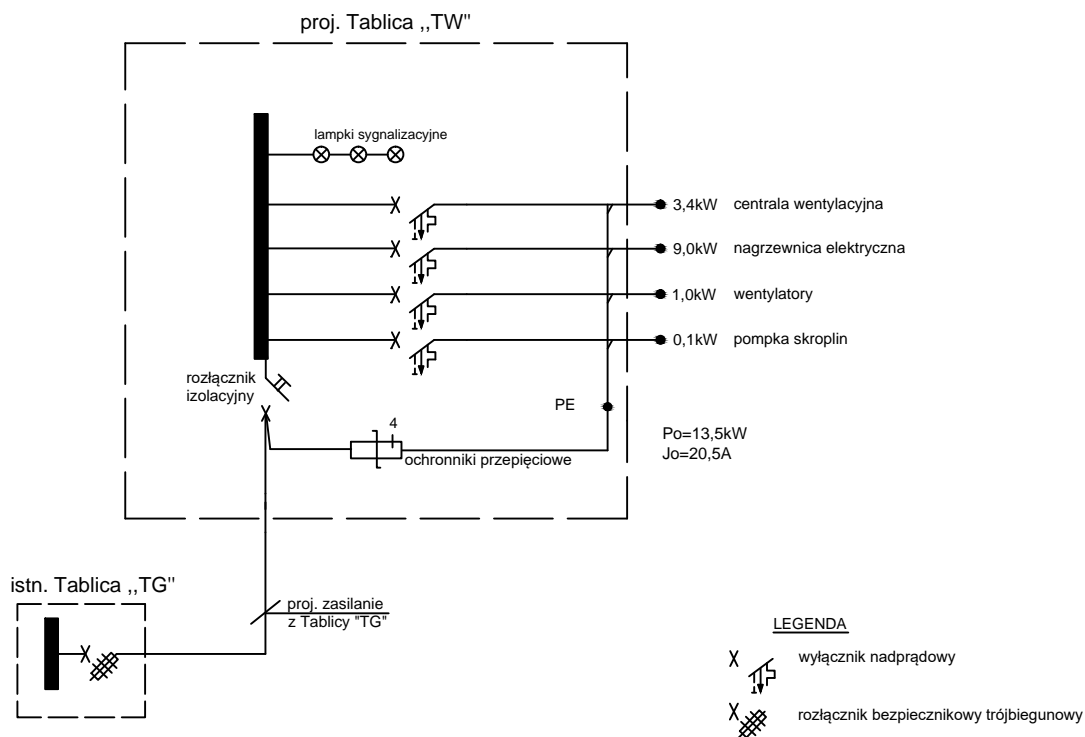 proj. Tablica ,,TW"
lampki sygnalizacyjne
3,4kW centrala wentylacyjna
9,0kW nagrzewnica elektryczna
1,0kW wentylatory
0,1kW pompka skroplin
rozłącznik
izolacyjny
PE
4
ochronniki przepięciowe
Po=13,5kW
Jo=20,5A
istn. Tablica ,,TG"
proj. zasilanie
z Tablicy "TG"
LEGENDA
wyłącznik nadprądowy
rozłącznik bezpiecznikowy trójbiegunowy